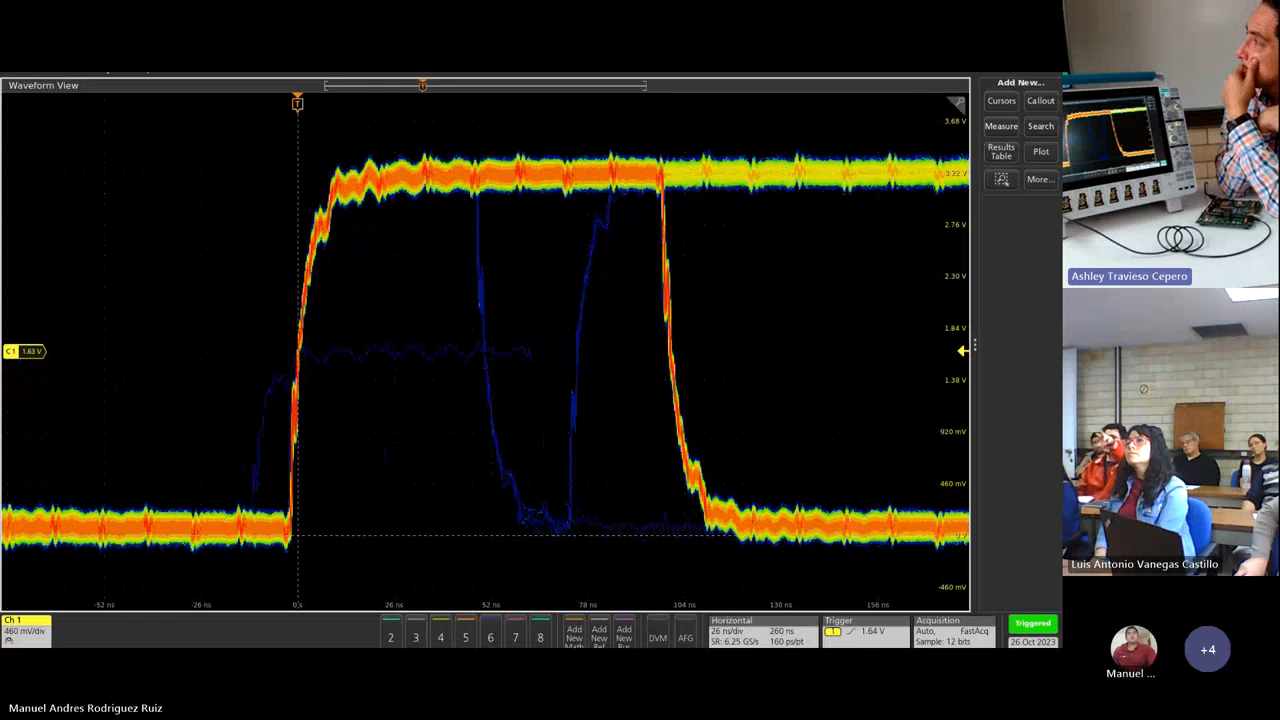 Waveform View
T
T
3.68 V
3.22 V
2.76 V
2.30 V
1.84 V
1.38 V
920 mV
460 mV
-460 mV
C 1 1.63 V
-52 ns
-26 ns
0 s
26 ns
52 ns
78 ns
104 ns
130 ns
156 ns
Add New...
Cursors Callout
Measure Search
Results Table Plot
More...
Ch 1
460 mV/div
2 3 4 5 6 7 8
Add New Math
Add New Ref
Add New Bus
DVM AFG
Horizontal
26 ns/div 260 ns
SR: 6.25 GS/s 160 ps/pt
Trigger
1 1.64 V
Acquisition
Auto, FastAcq
Sample: 12 bits
Triggered
26 Oct 2023
Ashley Travieso Cepero
Luis Antonio Vanegas Castillo
Manuel ...
+4
Manuel Andres Rodriguez Ruiz